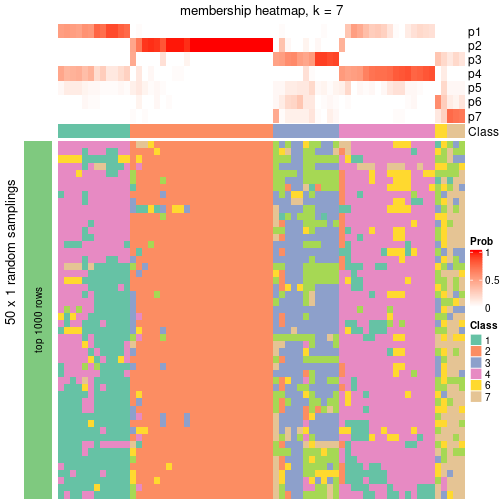 membership heatmap, k = 7
p1
p2
p3
p4
p5
p6
p7
Class
50 x 1 random samplings
top 1000 rows
Prob
1
0.5
0
Class
1
2
3
4
6
7